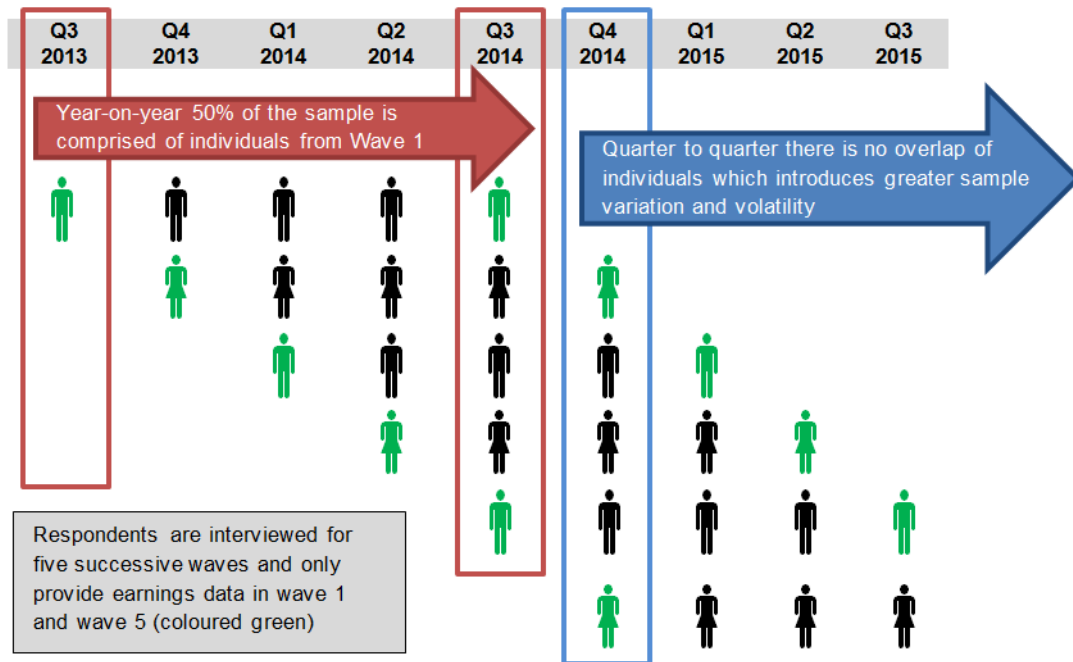 Q3 Q4 Q1 Q2 Q3 Q4 Q1 Q2 Q3
2013 2013 2014 2014 2014 2014 2015 2015 2015
Year-on-year 50% of the sample is
comprised of individuals from Wave 1
Quarter to quarter there is no overlap of
individuals which introduces greater sample
variation and volatility
Respondents are interviewed for
five successive waves and only
provide earnings data in wave 1
and wave 5 (coloured green)